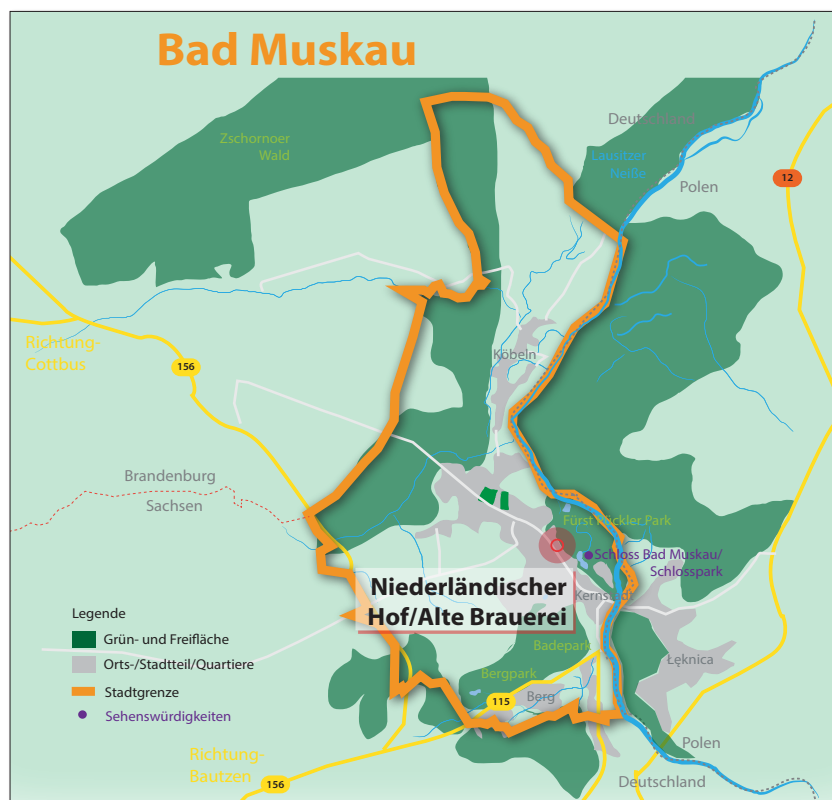 Bad Muskau
Zschornoer
Wald
Deutschland
Lausitzer
Neiße
Polen
12
Richtung-
Cottbus
156
Köbeln
Brandenburg
Sachsen
Fürst Pückler Park
Schloss Bad Muskau/
Schlosspark
Niederländischer
Hof/Alte Brauerei
Kernstadt
Legende
Grün- und Freifläche
Orts-/Stadtteil/Quartiere
Stadtgrenze
Sehenswürdigkeiten
Badepark
Bergpark
Łęknica
Berg
115
Richtung-
Bautzen
156
Polen
Deutschland